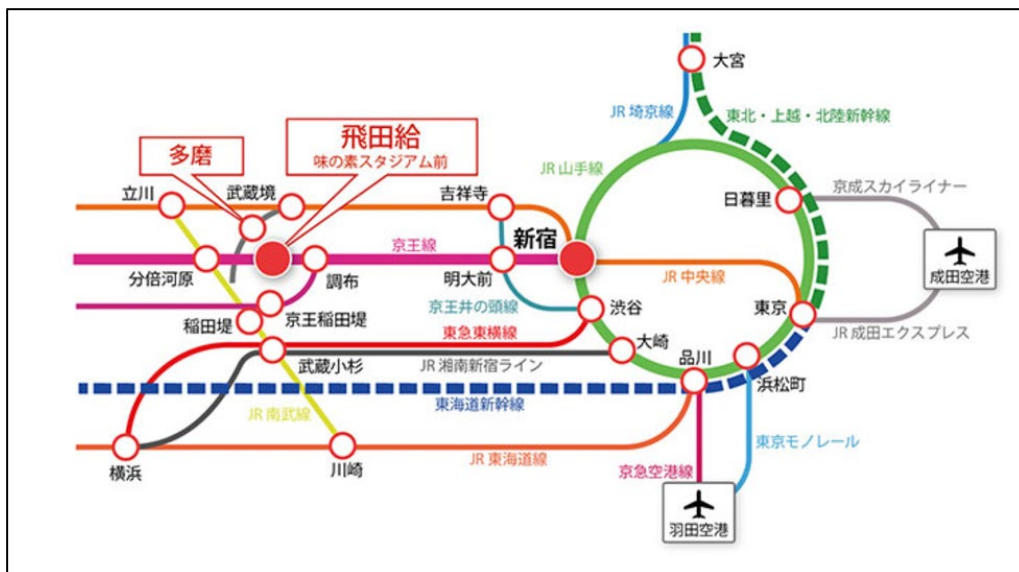 大宮
JR 埼京線
東北・上越・北陸新幹線
飛田給
味の素スタジアム前
多磨
JR 山手線
立川
武蔵境
吉祥寺
日暮里
京成スカイライナー
新宿
京王線
分倍河原
調布
明大前
JR 中央線
成田空港
京王井の頭線
渋谷
東京
稲田堤
京王稲田堤
東急東横線
大崎
JR 成田エクスプレス
武蔵小杉
JR 湘南新宿ライン
品川
浜松町
東海道新幹線
JR 南武線
横浜
川崎
JR 東海道線
京急空港線
東京モノレール
羽田空港